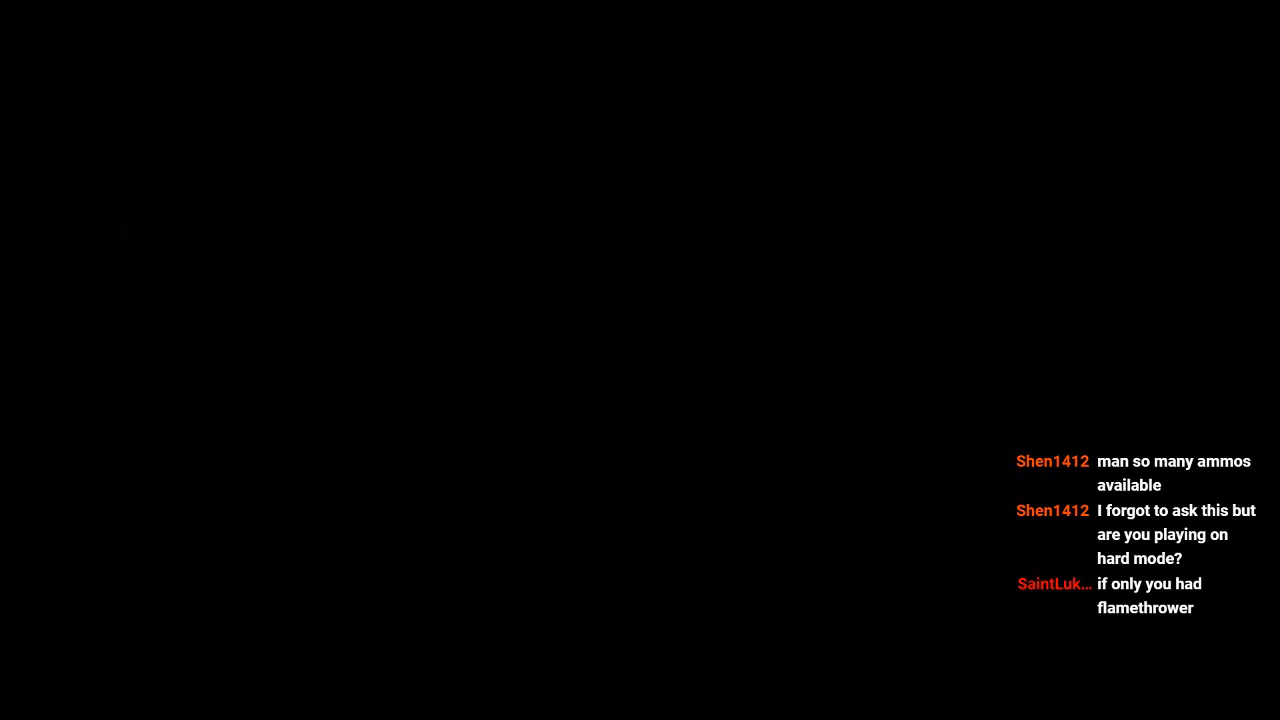 Shen1412 man so many ammos
available
Shen1412 I forgot to ask this but
are you playing on
hard mode?
SaintLuk... if only you had
flamethrower